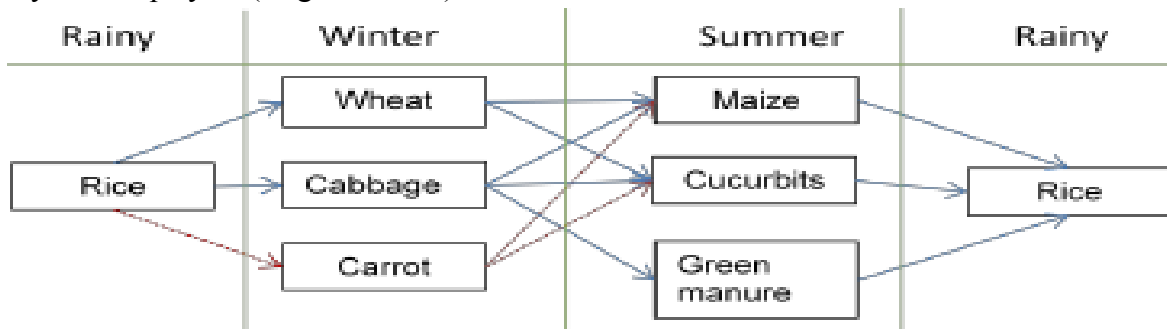 Rainy Winter Summer Rainy
Wheat Maize
Rice Cabbage Cucurbits Rice
Carrot Green
manure